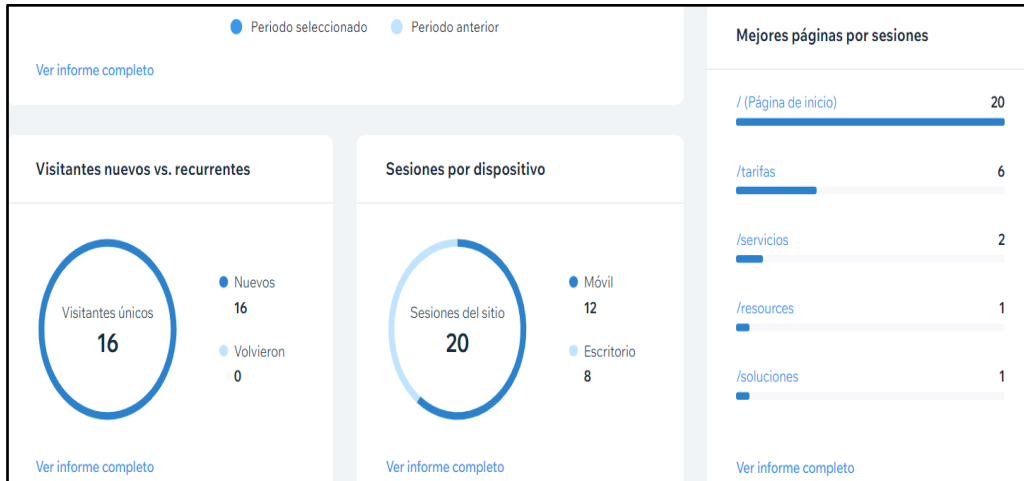 Periodo seleccionado
Periodo anterior
Ver informe completo
Visitantes nuevos vs. recurrentes
Visitantes únicos
16
Nuevos
16
Volvieron
0
Ver informe completo
Sesiones por dispositivo
Sesiones del sitio
20
Móvil
12
Escritorio
8
Ver informe completo
Mejores páginas por sesiones
/ (Página de inicio) 20
/tarifas 6
/servicios 2
/resources 1
/soluciones 1
Ver informe completo